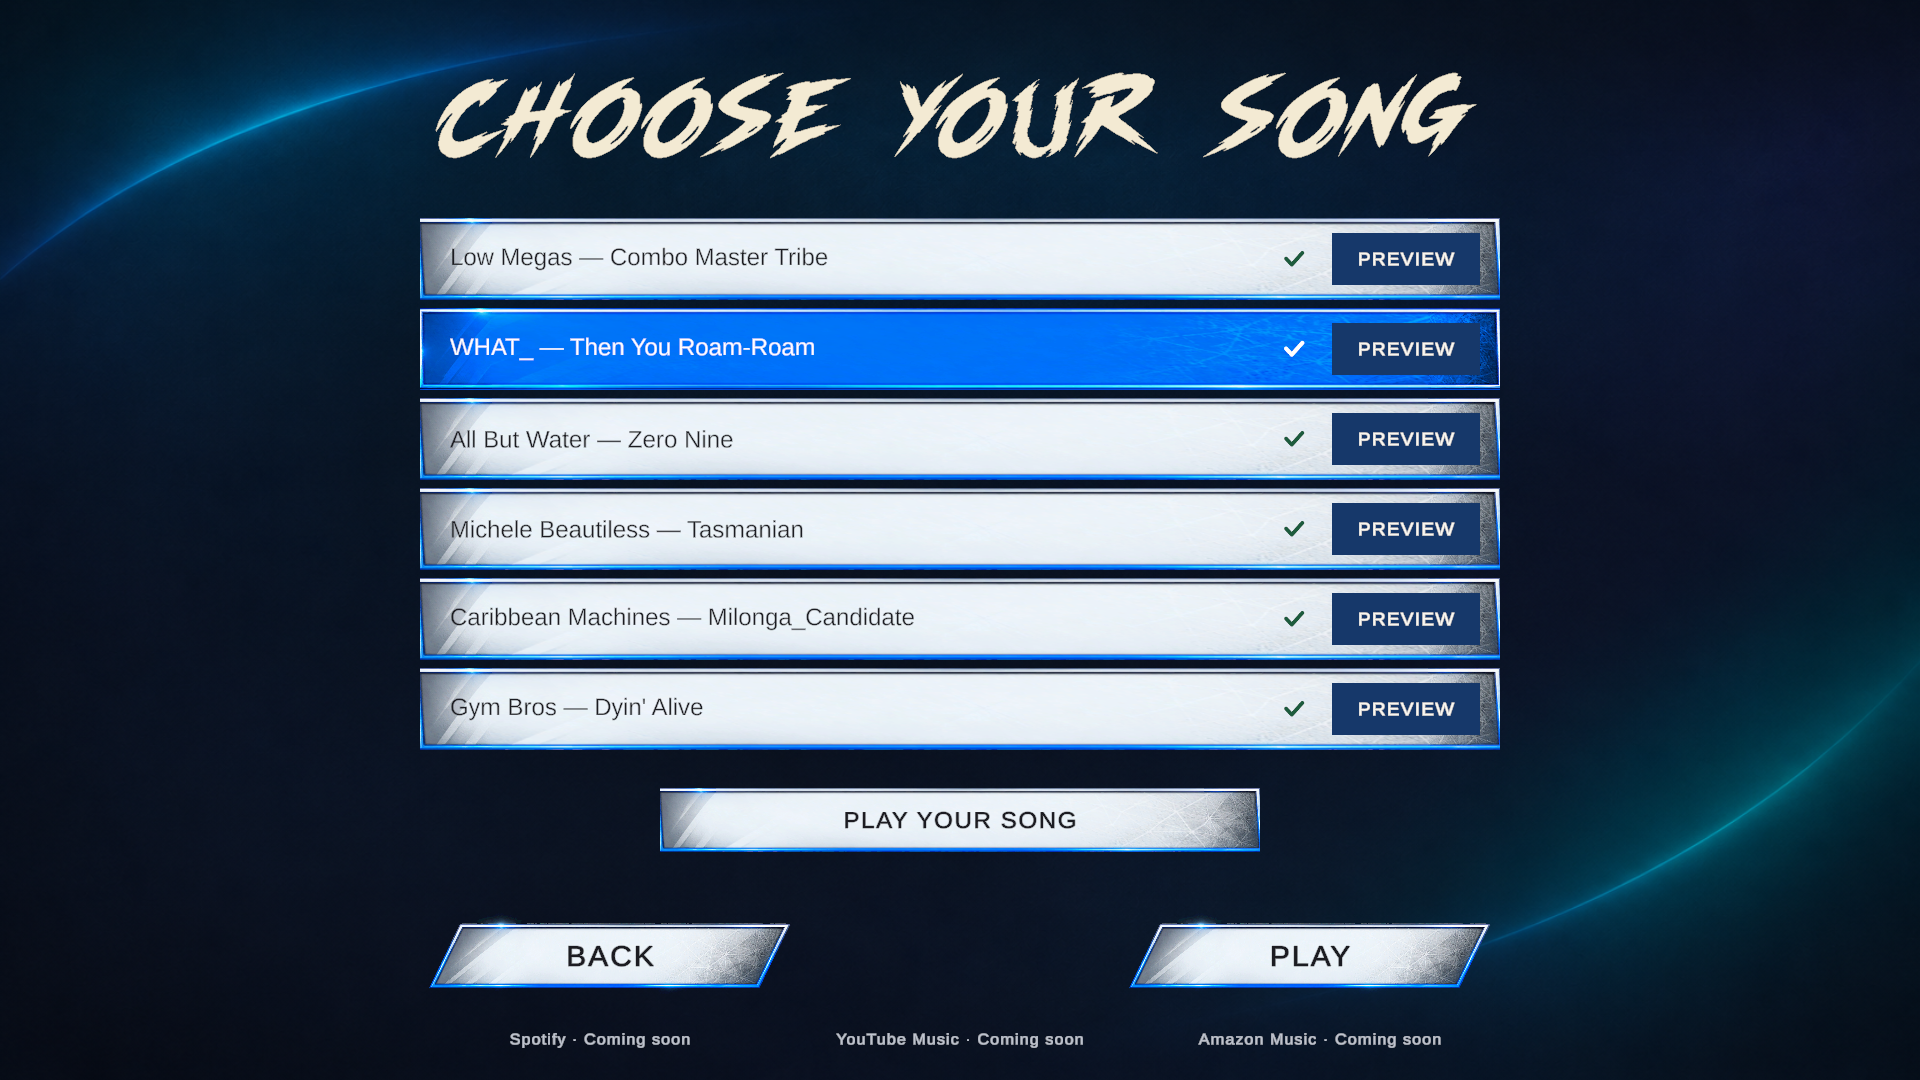 CHOOSE YOUR SONG
Low Megas — Combo Master Tribe PREVIEW
WHAT_ — Then You Roam-Roam PREVIEW
All But Water — Zero Nine PREVIEW
Michele Beautiless — Tasmanian PREVIEW
Caribbean Machines — Milonga_Candidate PREVIEW
Gym Bros — Dyin' Alive PREVIEW
PLAY YOUR SONG
BACK PLAY
Spotify · Coming soon YouTube Music · Coming soon Amazon Music · Coming soon